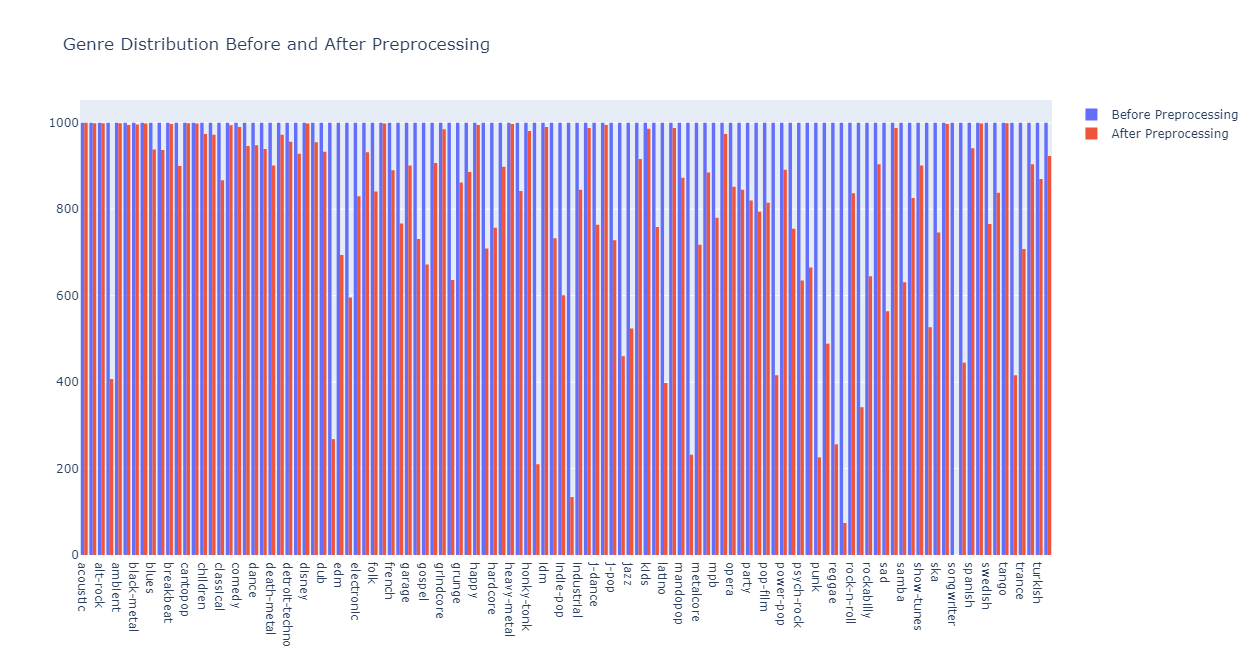 Genre Distribution Before and After Preprocessing
Before Preprocessing
After Preprocessing
1000
800
600
400
200
0
acoustic
alt-rock
ambient
black-metal
blues
breakbeat
cantopop
children
classical
comedy
dance
death-metal
detroit-techno
disney
dub
edm
electronic
folk
french
garage
gospel
grindcore
grunge
happy
hardcore
heavy-metal
honky-tonk
idm
indie-pop
industrial
j-dance
j-pop
jazz
kids
latino
mandopop
metalcore
mpb
opera
party
pop-film
power-pop
psych-rock
punk
reggae
rock-n-roll
rockabilly
sad
samba
show-tunes
ska
songwriter
spanish
swedish
tango
trance
turkish